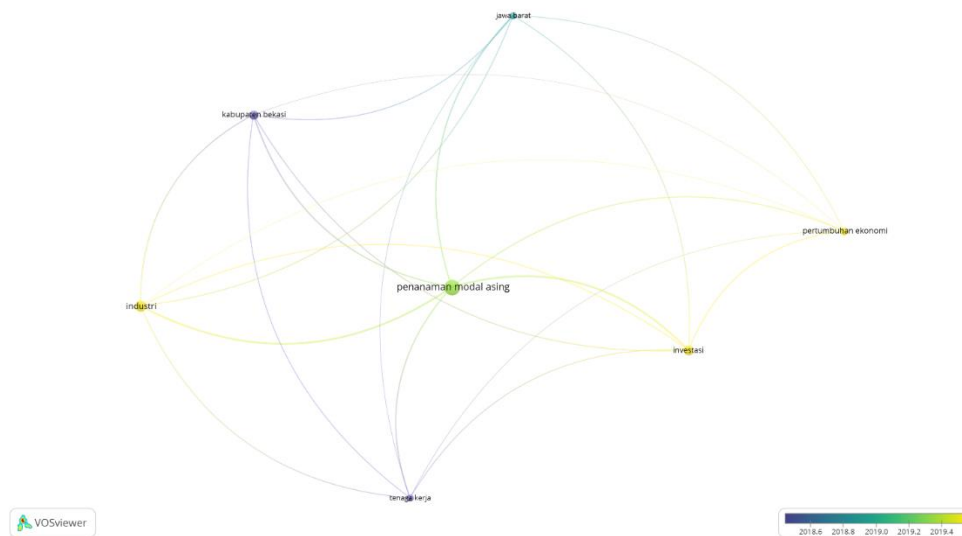 jawa barat
kabupaten bekasi
pertumbuhan ekonomi
penanaman modal asing
industri
investasi
tenaga kerja
VOSviewer
2018.6 2018.8 2019.0 2019.2 2019.4